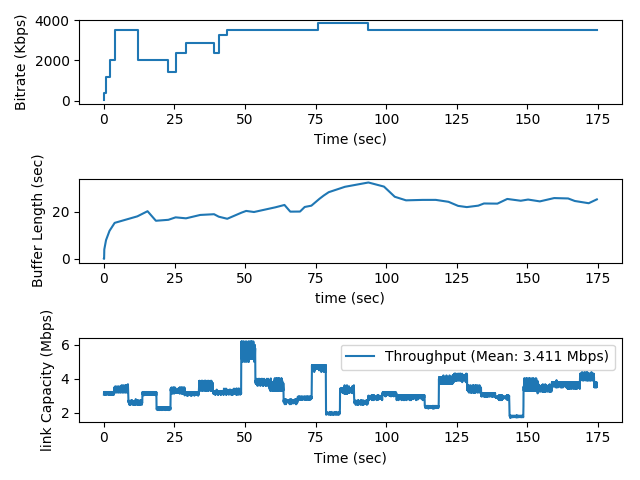 Bitrate (Kbps)
4000
2000
0
0 25 50 75 100 125 150 175
Time (sec)
Buffer Length (sec)
20
0
0 25 50 75 100 125 150 175
time (sec)
link Capacity (Mbps)
6
4
2
Throughput (Mean: 3.411 Mbps)
0 25 50 75 100 125 150 175
Time (sec)